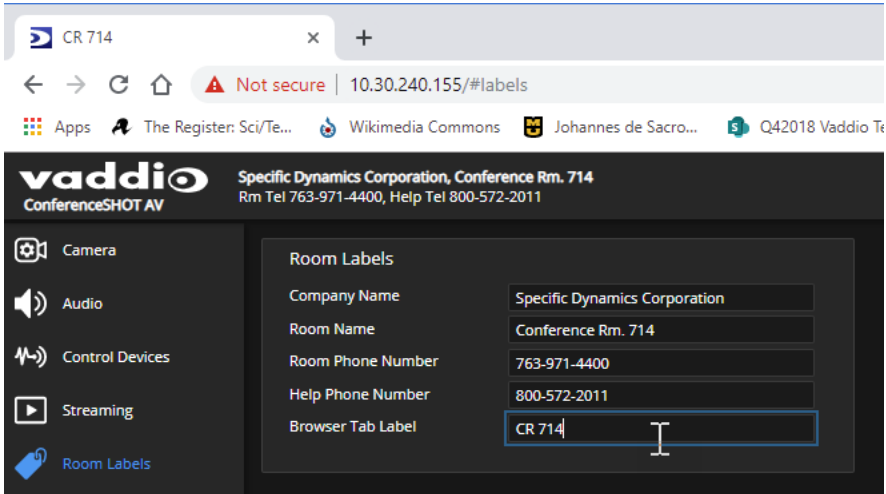 CR 714
Not secure | 10.30.240.155/#labels
Apps The Register: Sci/Te... Wikimedia Commons Johannes de Sacro... Q42018 Vaddio Te
vaddio
ConferenceSHOT AV
Specific Dynamics Corporation, Conference Rm. 714
Rm Tel 763-971-4400, Help Tel 800-572-2011
Camera
Audio
Control Devices
Streaming
Room Labels
Room Labels
Company Name Specific Dynamics Corporation
Room Name Conference Rm. 714
Room Phone Number 763-971-4400
Help Phone Number 800-572-2011
Browser Tab Label CR 714